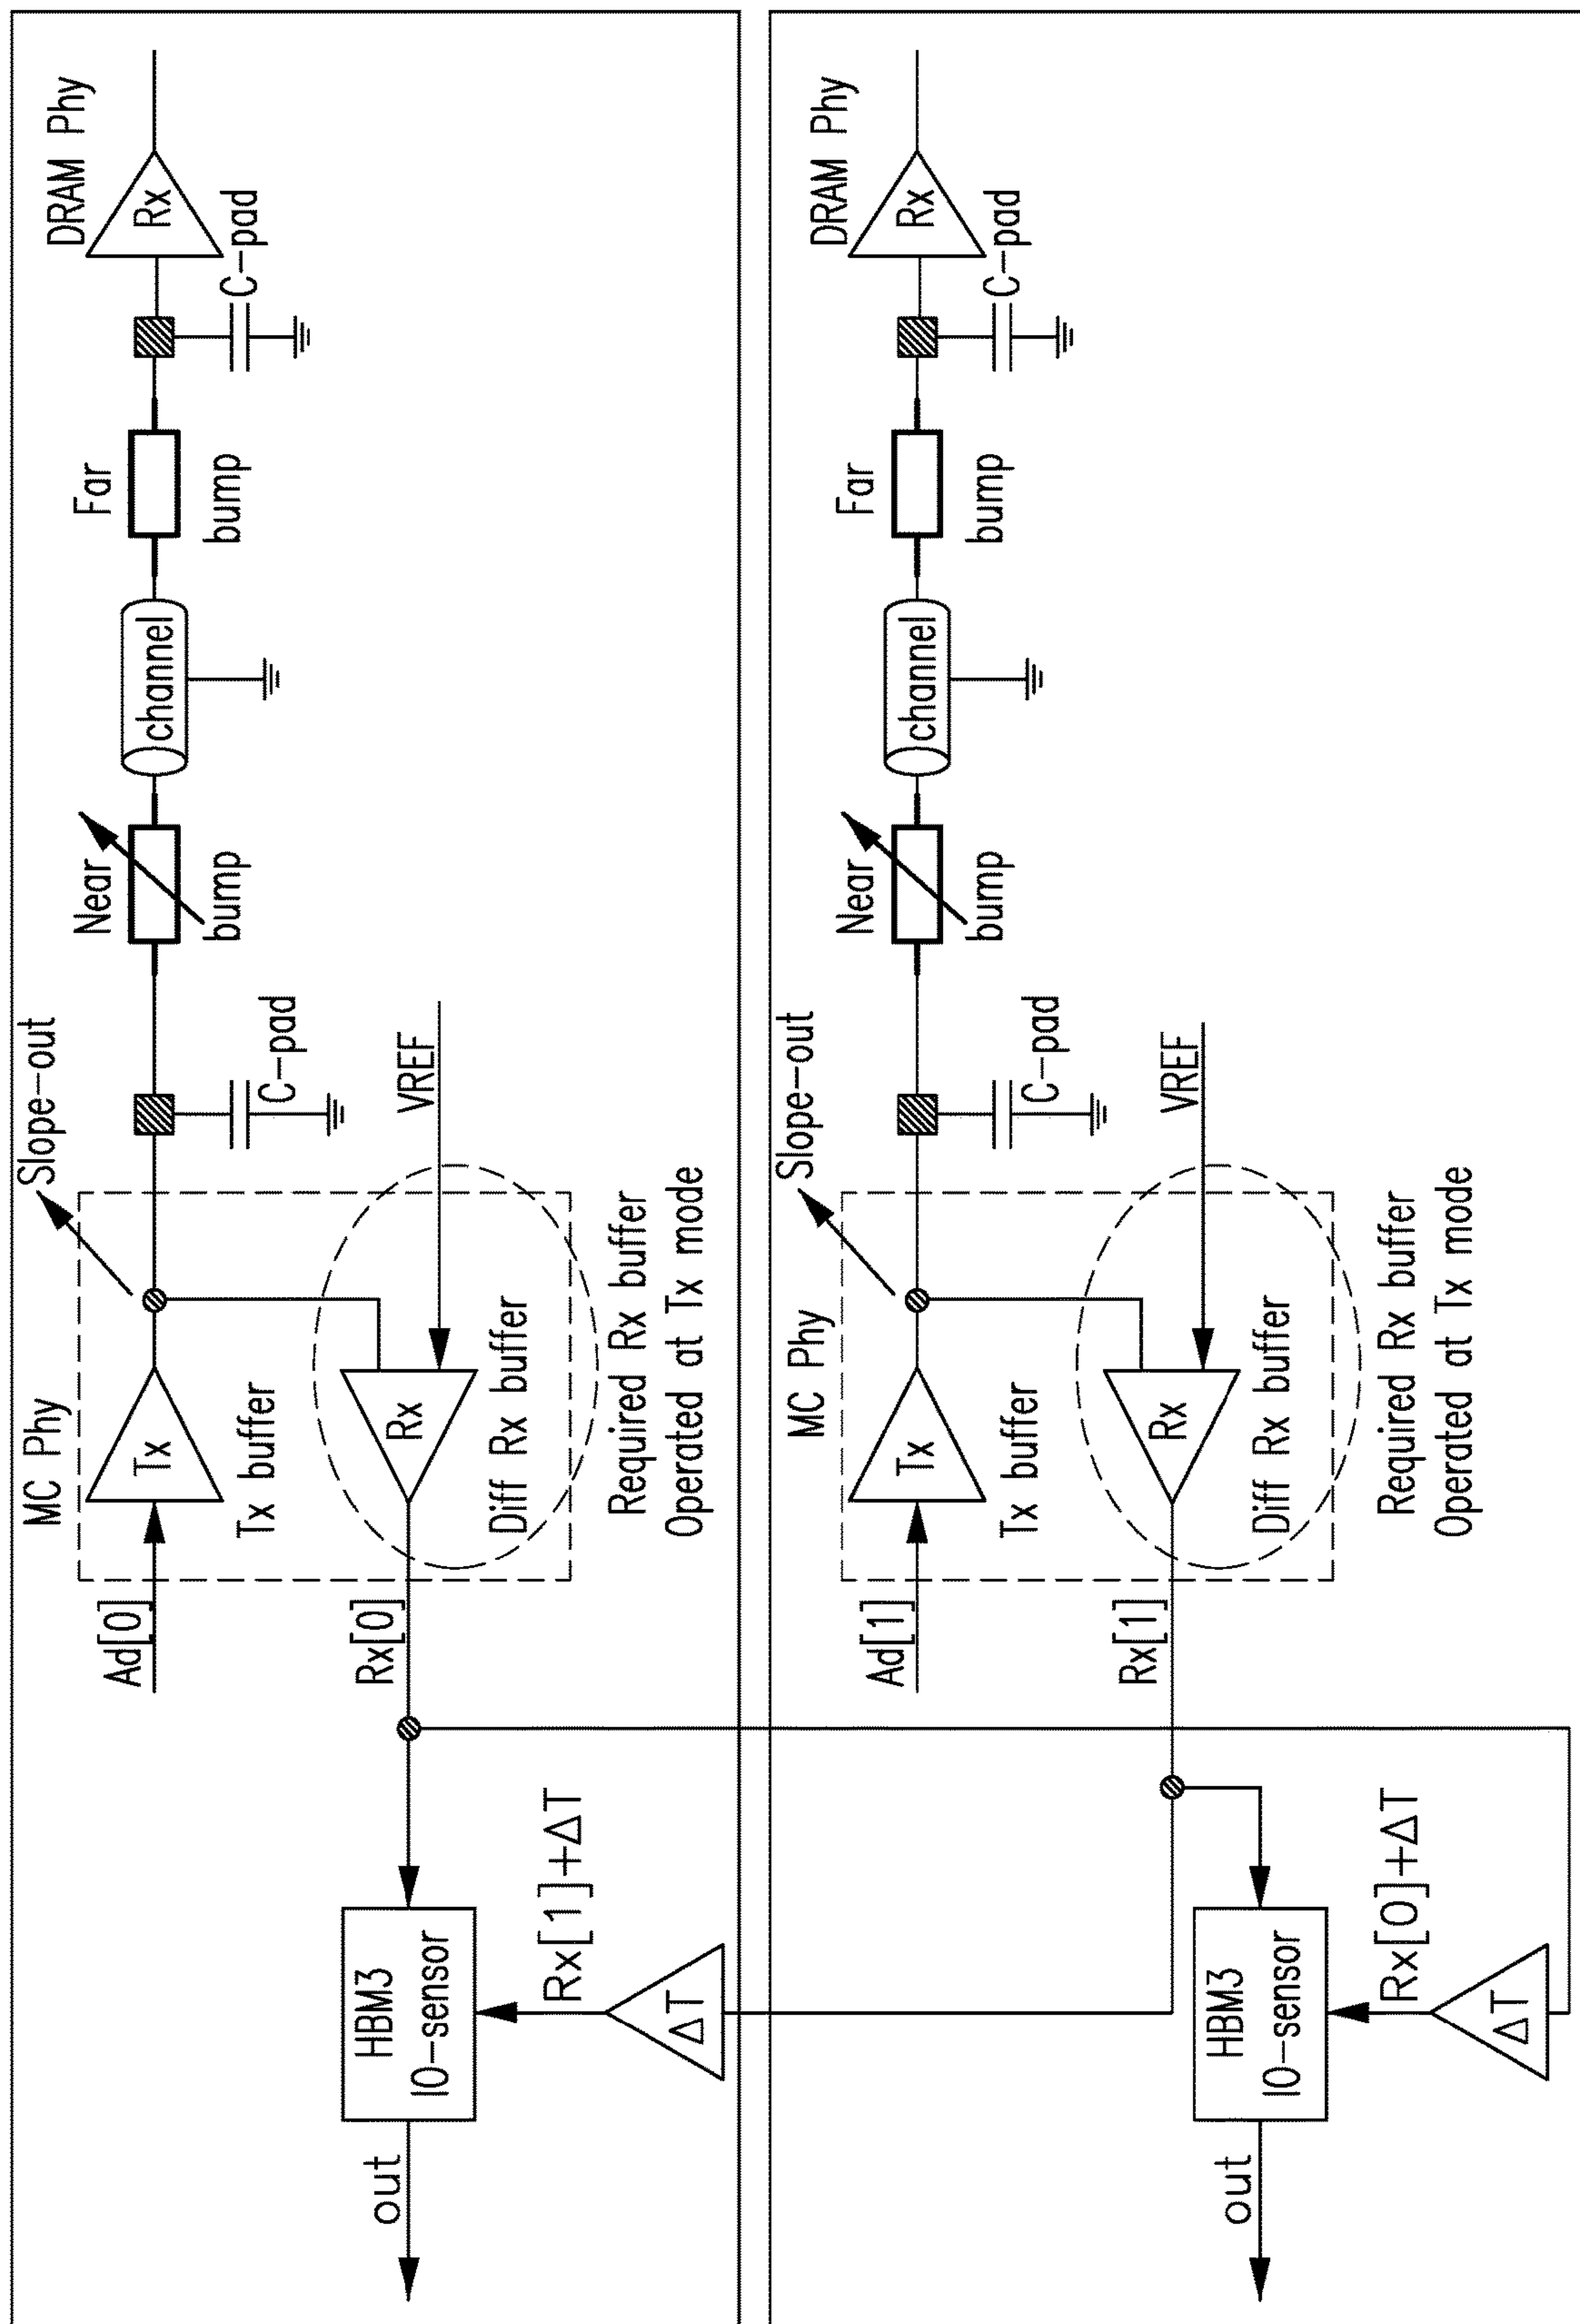 DRAM Phy
Rx
C-pad
Far
bump
channel
Near
bump
Slope-out
C-pad
VREF
MC Phy
Tx
Tx buffer
Rx
Diff Rx buffer
Required Rx buffer
Operated at Tx mode
Ad[0]
Rx[0]
HBM3
IO-sensor
Rx[1]+ΔT
ΔT
out
DRAM Phy
Rx
C-pad
Far
bump
channel
Near
bump
Slope-out
C-pad
VREF
MC Phy
Tx
Tx buffer
Rx
Diff Rx buffer
Required Rx buffer
Operated at Tx mode
Ad[1]
Rx[1]
HBM3
IO-sensor
Rx[0]+ΔT
ΔT
out